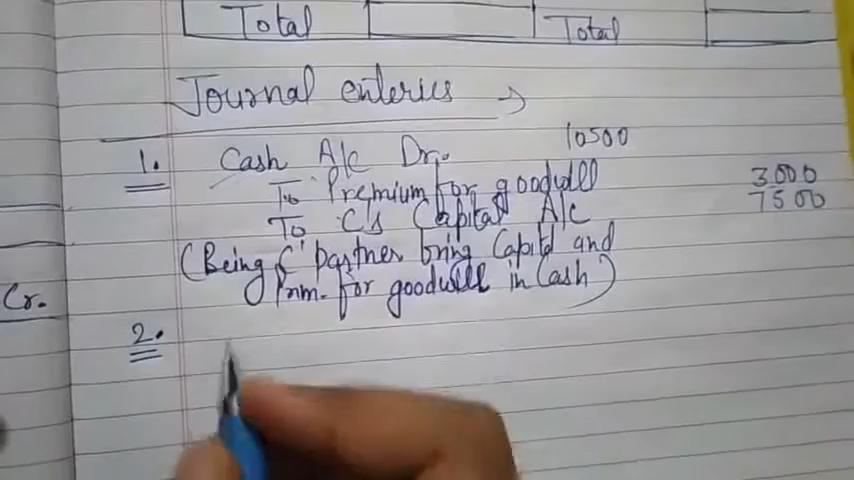 Total Total
Journal enteries →
1. Cash A/c Dr. 10500
To Premium for goodwill 3000
To C's Capital A/c 7500
(Being C' partner bring Capital and
Prm. for goodwill in Cash)
Cr.
2.